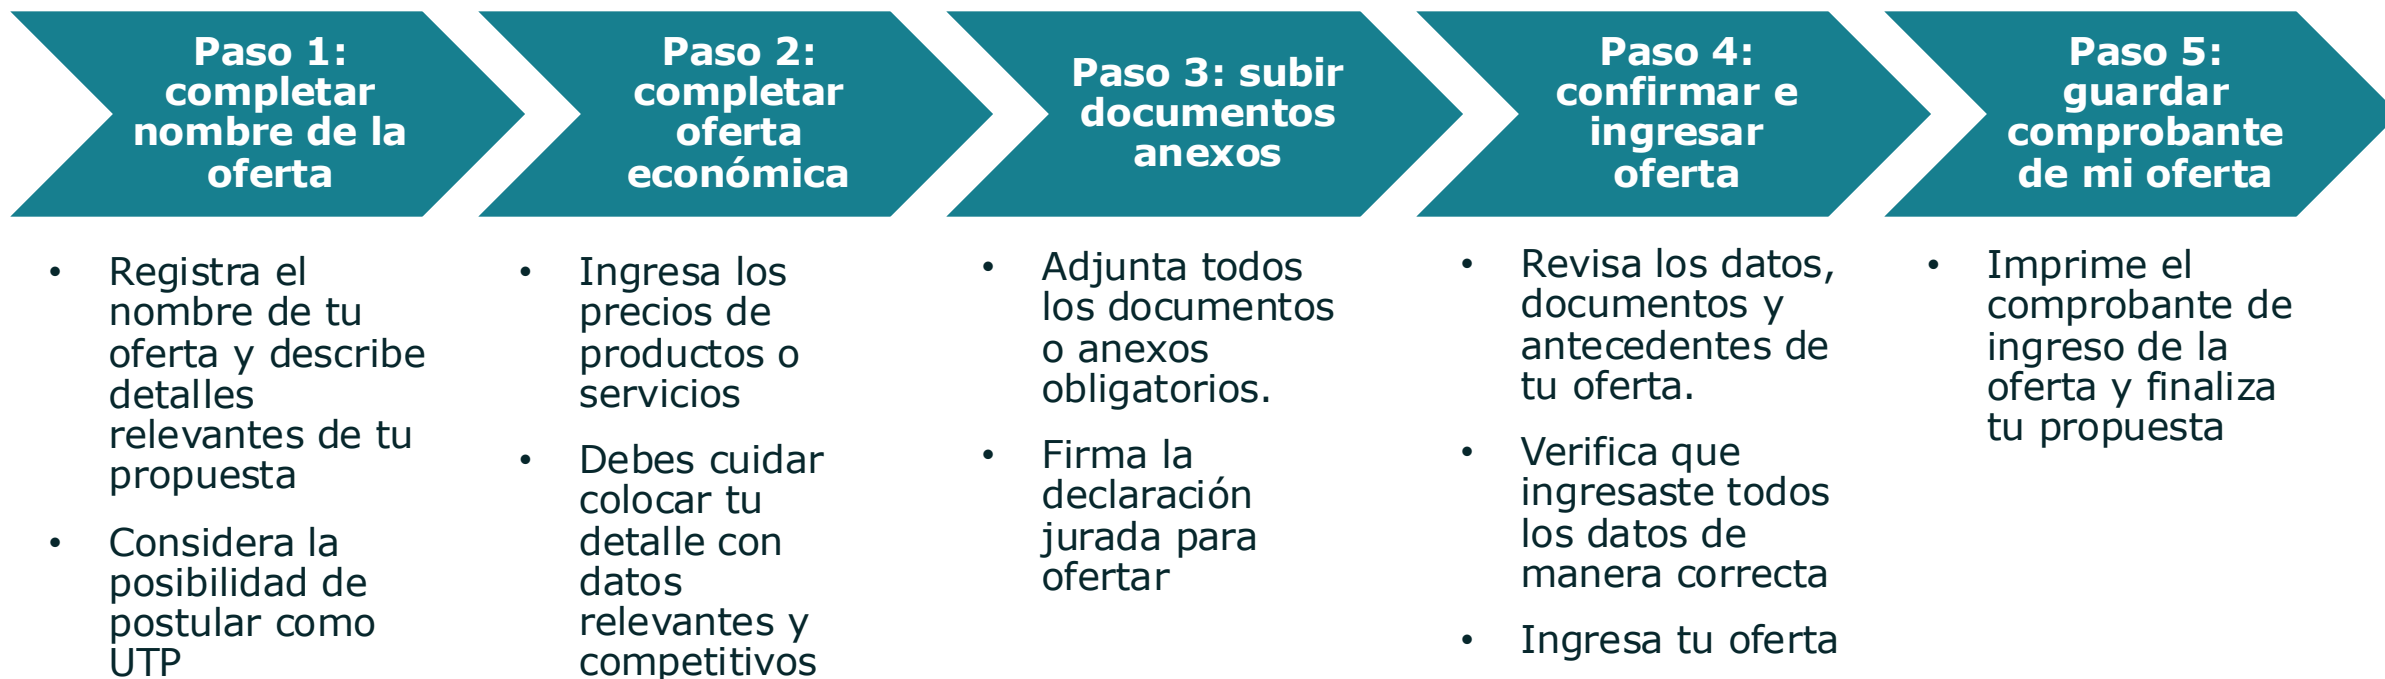 Paso 1:
completar
nombre de la
oferta
• Registra el
nombre de tu
oferta y describe
detalles
relevantes de tu
propuesta
• Considera la
posibilidad de
postular como
UTP
Paso 2:
completar
oferta
económica
• Ingresa los
precios de
productos o
servicios
• Debes cuidar
colocar tu
detalle con
datos
relevantes y
competitivos
Paso 3: subir
documentos
anexos
• Adjunta todos
los documentos
o anexos
obligatorios.
• Firma la
declaración
jurada para
ofertar
Paso 4:
confirmar e
ingresar
oferta
• Revisa los datos,
documentos y
antecedentes de
tu oferta.
• Verifica que
ingresaste todos
los datos de
manera correcta
• Ingresa tu oferta
Paso 5:
guardar
comprobante
de mi oferta
• Imprime el
comprobante de
ingreso de la
oferta y finaliza
tu propuesta